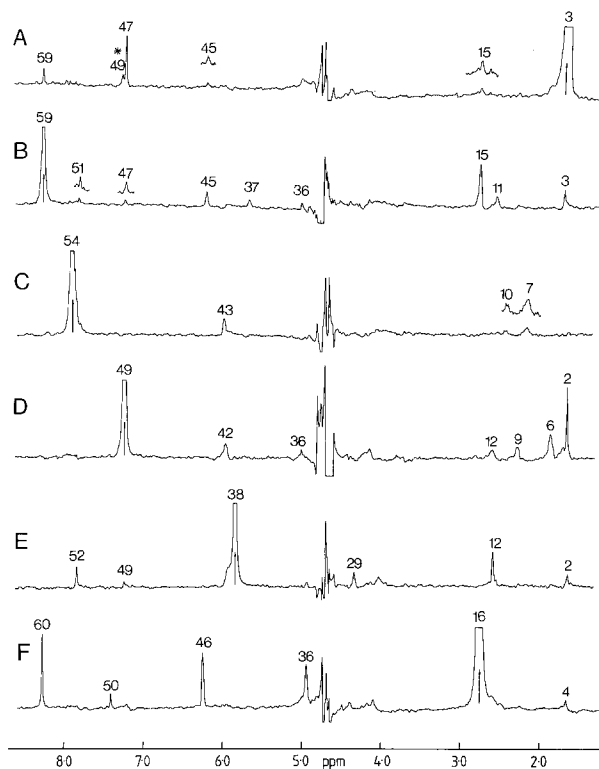 A 59 * 49 47 45 15 3
B 59 51 47 45 37 36 15 11 3
C 54 43 10 7
D 49 42 36 12 9 6 2
E 52 49 38 29 12 2
F 60 50 46 36 16 4
8·0 7·0 6·0 5·0 ppm 4·0 3·0 2·0